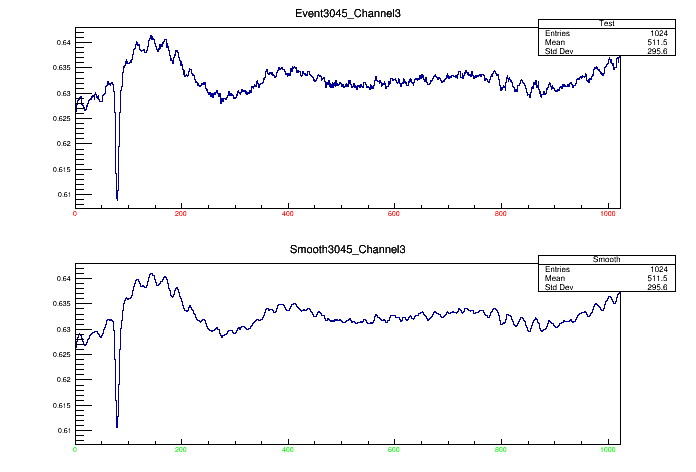 Event3045_Channel3
Test
Entries 1024
Mean 511.5
Std Dev 295.6
0.64
0.635
0.63
0.625
0.62
0.615
0.61
0 200 400 600 800 1000
Smooth3045_Channel3
Smooth
Entries 1024
Mean 511.5
Std Dev 295.6
0.64
0.635
0.63
0.625
0.62
0.615
0.61
0 200 400 600 800 1000